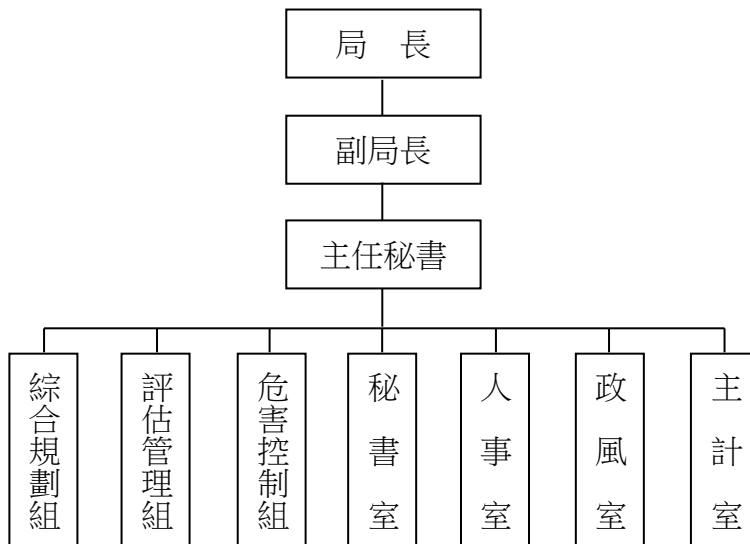 局　長
副局長
主任秘書
綜合規劃組
評估管理組
危害控制組
秘書室
人事室
政風室
主計室